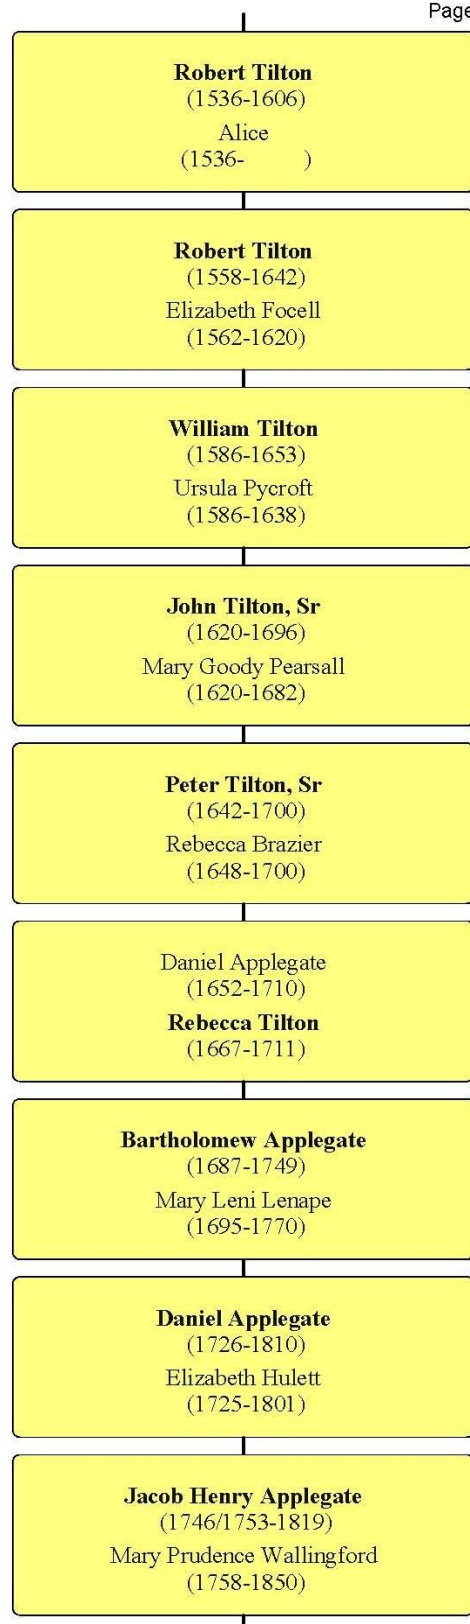 Page
Robert Tilton
(1536-1606)
Alice
(1536- )
Robert Tilton
(1558-1642)
Elizabeth Focell
(1562-1620)
William Tilton
(1586-1653)
Ursula Pycroft
(1586-1638)
John Tilton, Sr
(1620-1696)
Mary Goody Pearsall
(1620-1682)
Peter Tilton, Sr
(1642-1700)
Rebecca Brazier
(1648-1700)
Daniel Applegate
(1652-1710)
Rebecca Tilton
(1667-1711)
Bartholomew Applegate
(1687-1749)
Mary Leni Lenape
(1695-1770)
Daniel Applegate
(1726-1810)
Elizabeth Hulett
(1725-1801)
Jacob Henry Applegate
(1746/1753-1819)
Mary Prudence Wallingford
(1758-1850)